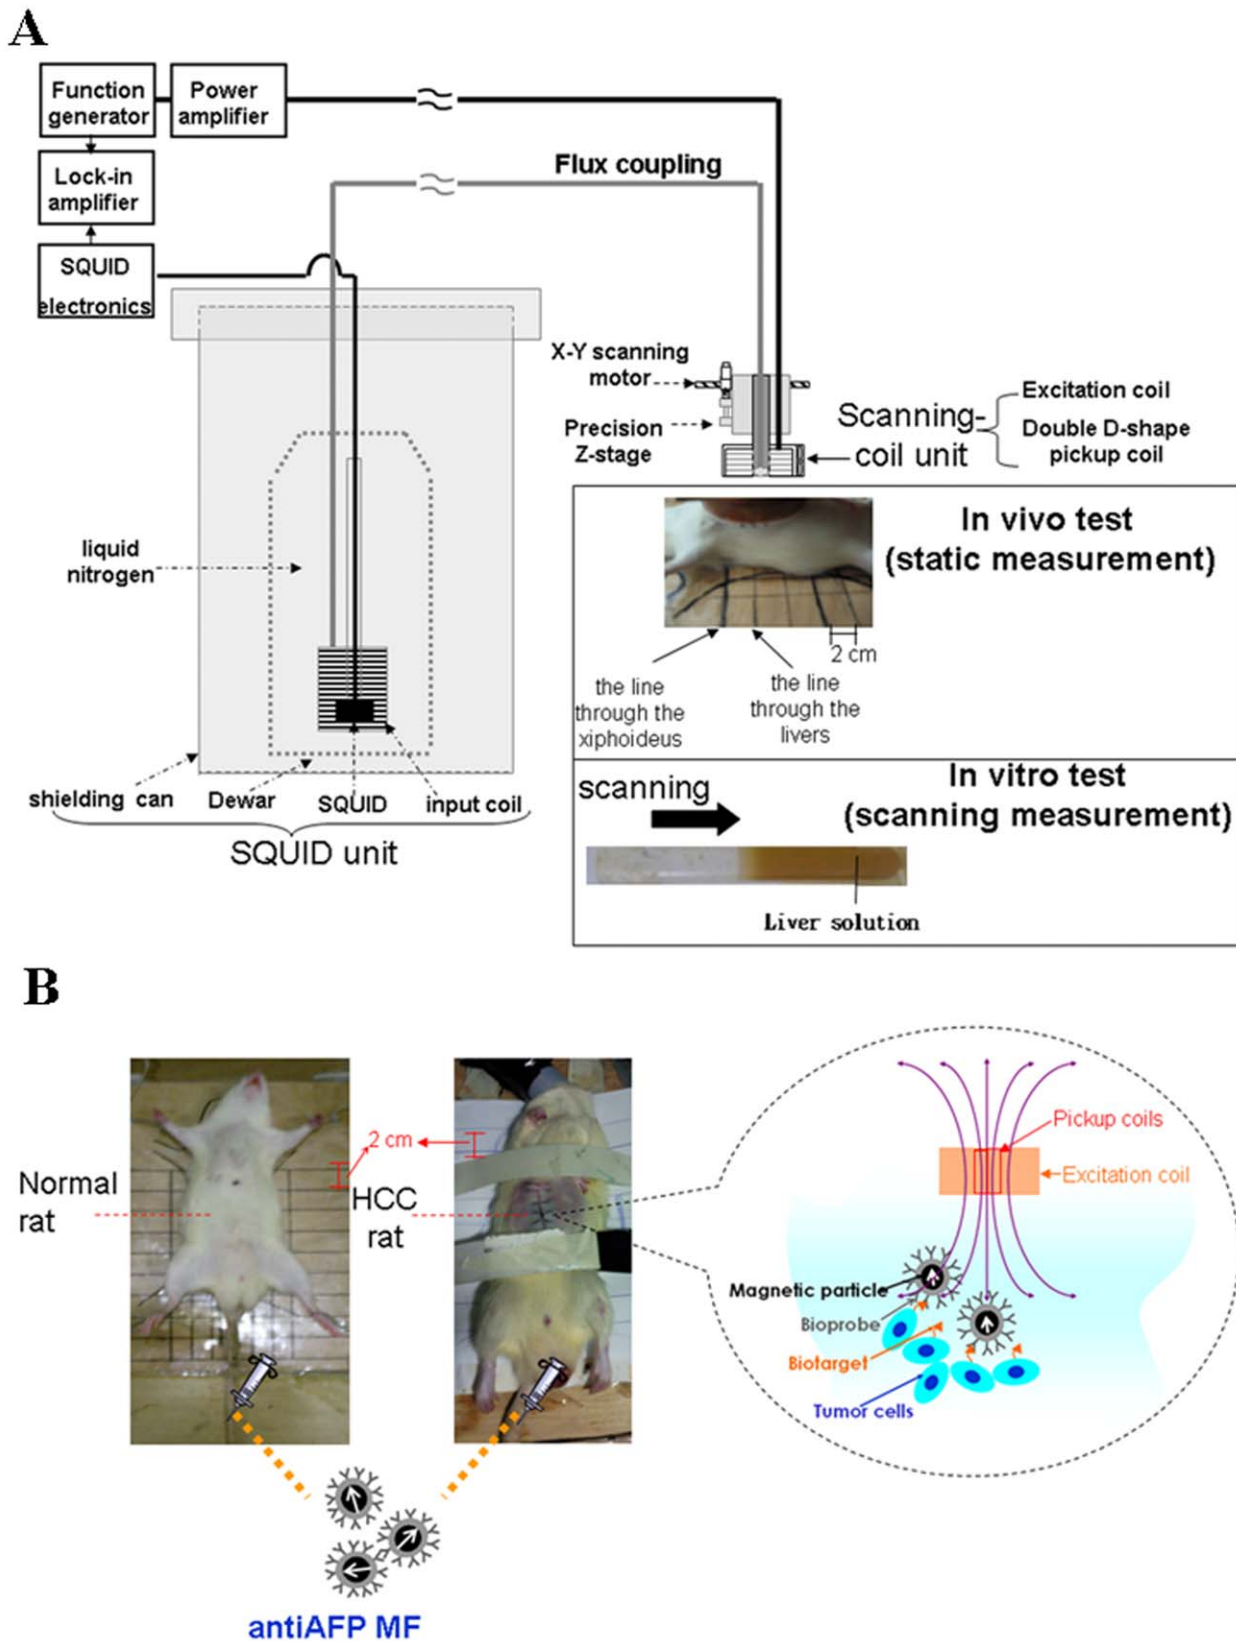 A
Function
generator
Power
amplifier
Lock-in
amplifier
SQUID
electronics
Flux coupling
X-Y scanning
motor
Precision
Z-stage
Scanning-
coil unit
Excitation coil
Double D-shape
pickup coil
liquid
nitrogen
shielding can
Dewar
SQUID
input coil
SQUID unit
In vivo test
(static measurement)
2 cm
the line
through the
xiphoideus
the line
through the
livers
In vitro test
(scanning measurement)
scanning
Liver solution
B
Normal
rat
2 cm
HCC
rat
Pickup coils
Excitation coil
Magnetic particle
Bioprobe
Biotarget
Tumor cells
antiAFP MF